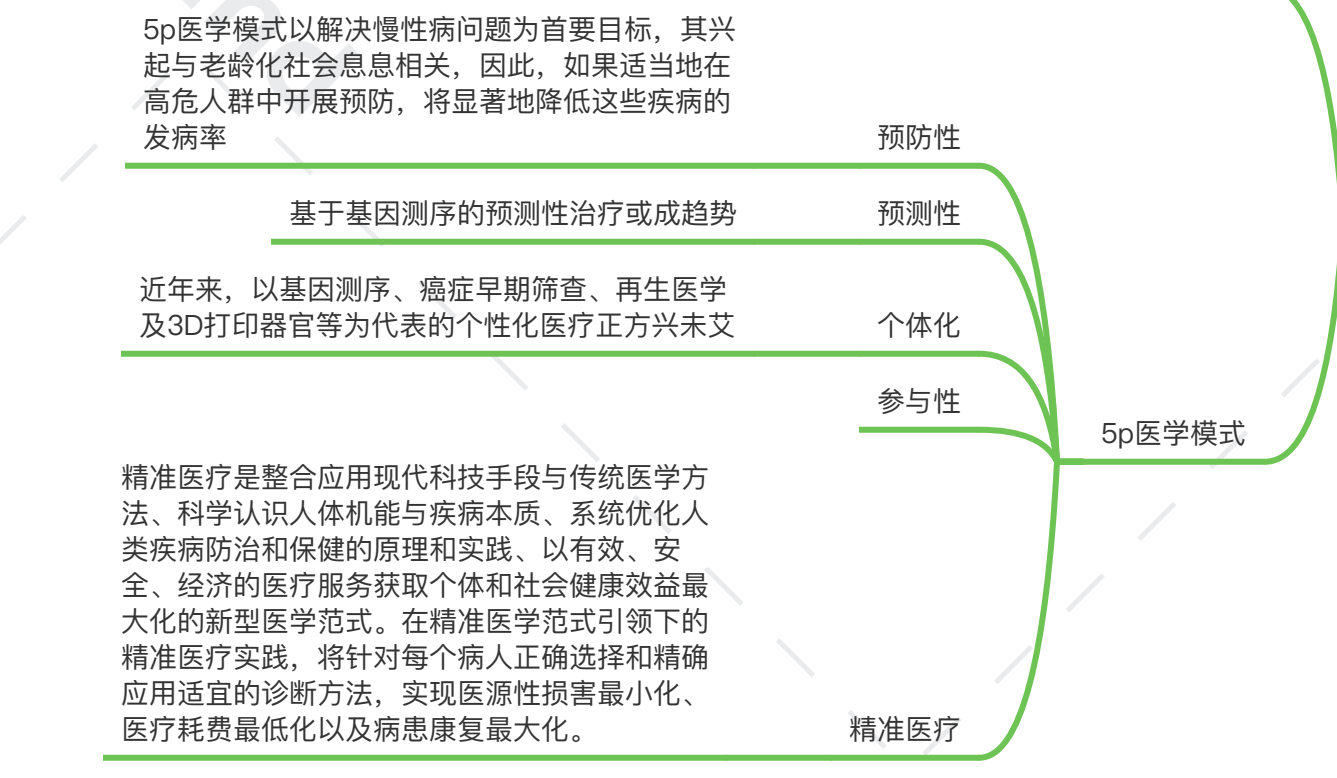 5p医学模式以解决慢性病问题为首要目标，其兴
起与老龄化社会息息相关，因此，如果适当地在
高危人群中开展预防，将显著地降低这些疾病的
发病率
预防性
基于基因测序的预测性治疗或成趋势
预测性
近年来，以基因测序、癌症早期筛查、再生医学
及3D打印器官等为代表的个性化医疗正方兴未艾
个体化
参与性
5p医学模式
精准医疗是整合应用现代科技手段与传统医学方
法、科学认识人体机能与疾病本质、系统优化人
类疾病防治和保健的原理和实践、以有效、安
全、经济的医疗服务获取个体和社会健康效益最
大化的新型医学范式。在精准医学范式引领下的
精准医疗实践，将针对每个病人正确选择和精确
应用适宜的诊断方法，实现医源性损害最小化、
医疗耗费最低化以及病患康复最大化。
精准医疗